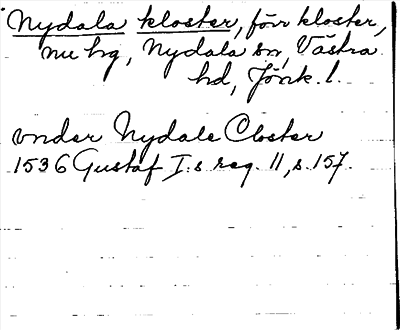 Nydala kloster, förr kloster,
nu hg, Nydala sn, Västra
hd, Jönk. l.
vnder Nydale Closter
1536 Gustaf I:s reg. 11, s. 157.